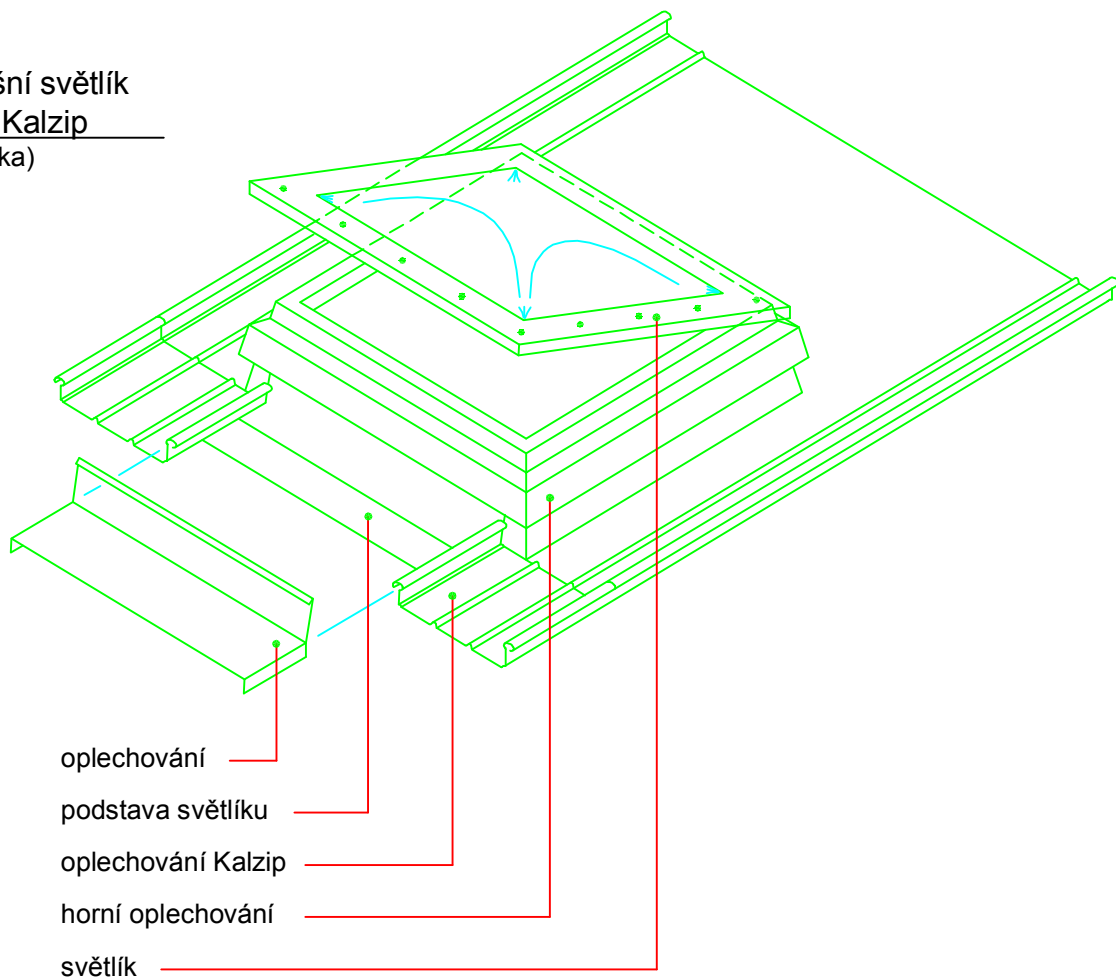 šní světlík
Kalzip
ka)
oplechování
podstava světlíku
oplechování Kalzip
horní oplechování
světlík